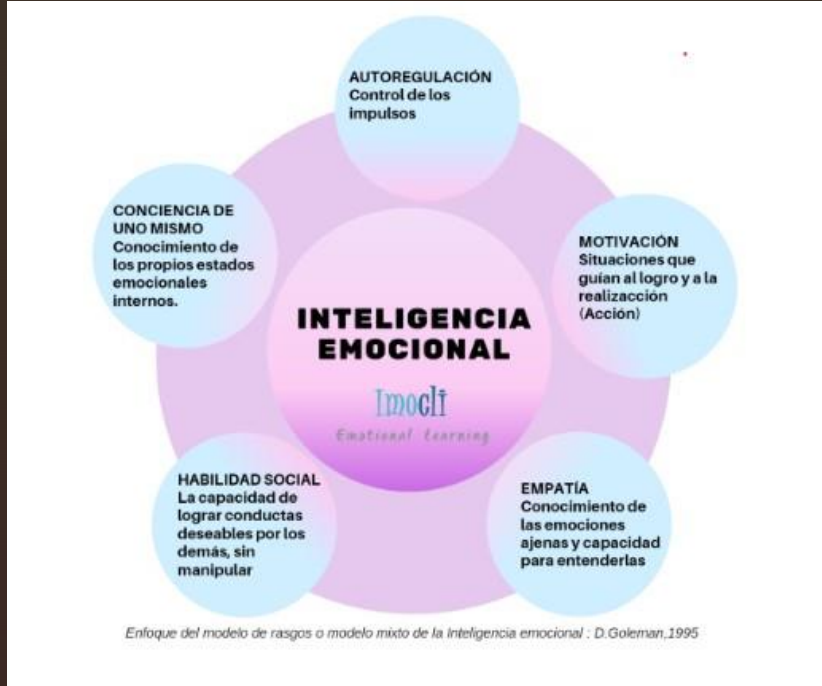 AUTOREGULACIÓN
Control de los
impulsos
CONCIENCIA DE
UNO MISMO
Conocimiento de
los propios estados
emocionales
internos.
MOTIVACIÓN
Situaciones que
guían al logro y a la
realizacción
(Acción)
INTELIGENCIA
EMOCIONAL
Imocli
Emotional Learning
HABILIDAD SOCIAL
La capacidad de
lograr conductas
deseables por los
demás, sin
manipular
EMPATÍA
Conocimiento de
las emociones
ajenas y capacidad
para entenderlas
Enfoque del modelo de rasgos o modelo mixto de la Inteligencia emocional : D.Goleman,1995